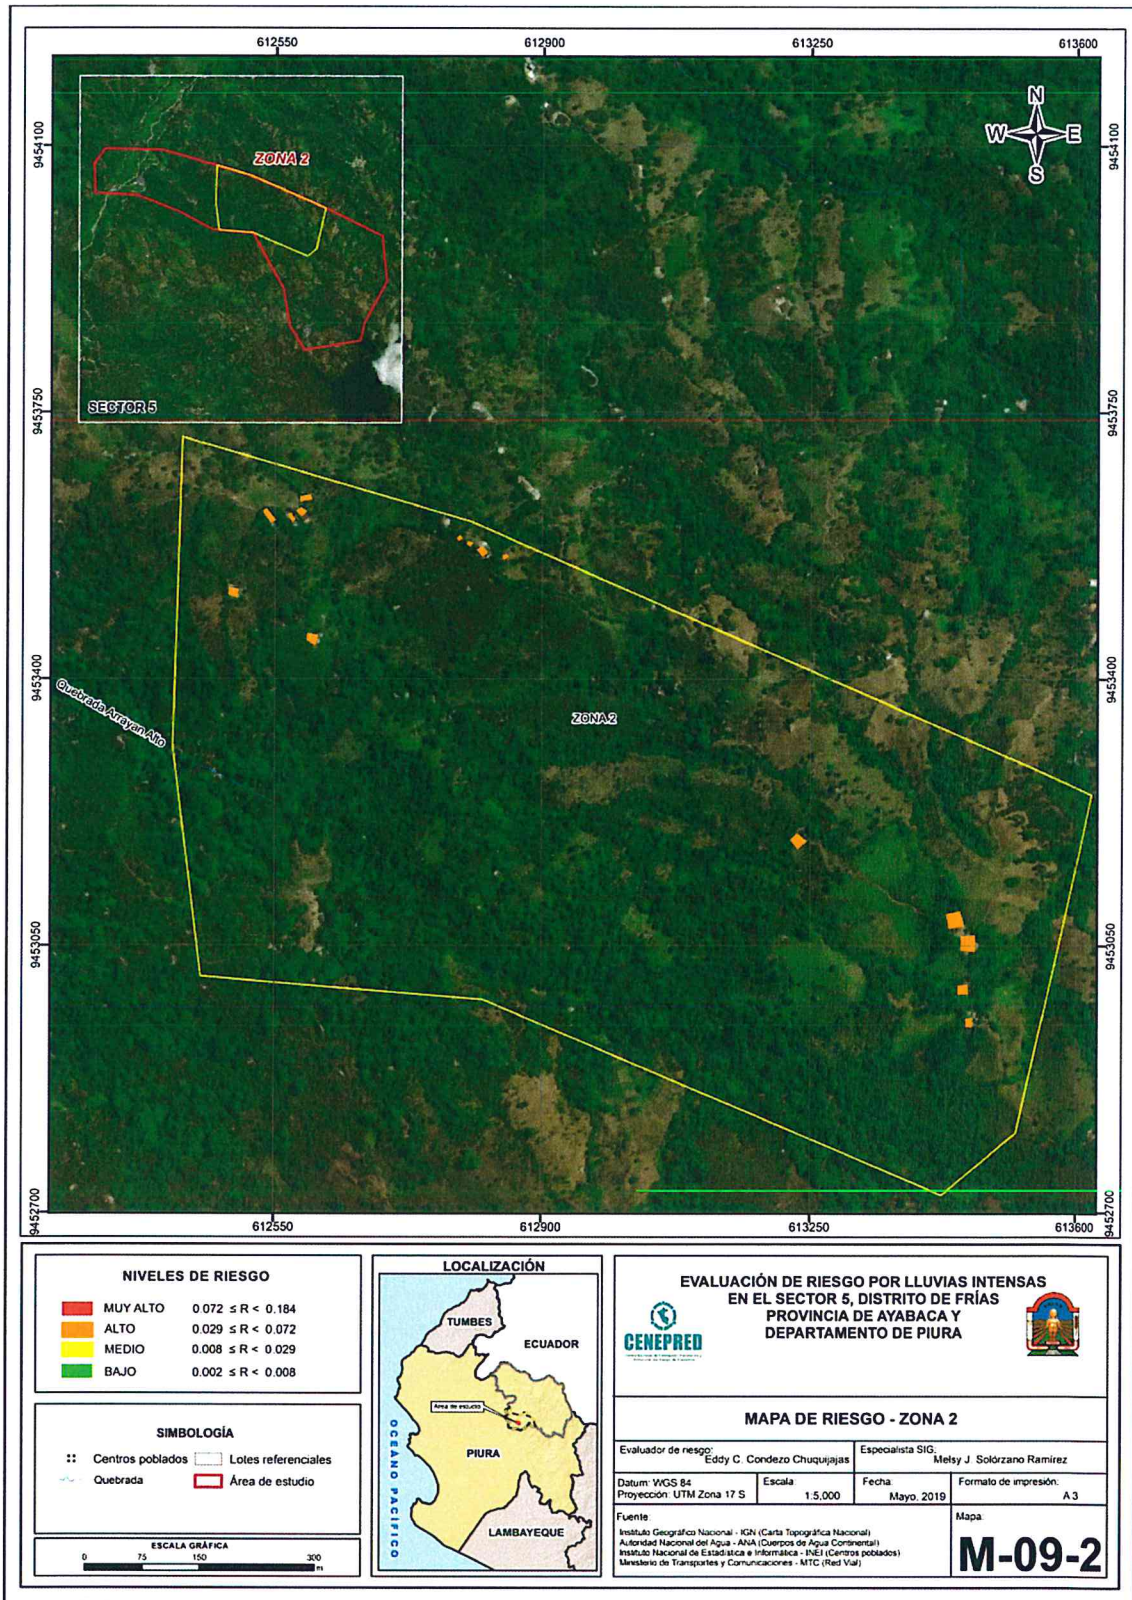 612550 612900 613250 613600
9454100
9453750
9453400
9453050
9452700
9454100
9453750
9453400
9453050
9452700
N
W E
S
ZONA 2
SECTOR 5
Quebrada Arrayan Alto
ZONA 2
612550 612900 613250 613600
NIVELES DE RIESGO
MUY ALTO 0.072 ≤ R < 0.184
ALTO 0.029 ≤ R < 0.072
MEDIO 0.008 ≤ R < 0.029
BAJO 0.002 ≤ R < 0.008
SIMBOLOGÍA
Centros poblados Lotes referenciales
Quebrada Área de estudio
ESCALA GRÁFICA
0 75 150 300
m
LOCALIZACIÓN
TUMBES
ECUADOR
Area de estudio
PIURA
OCEANO PACÍFICO
LAMBAYEQUE
EVALUACIÓN DE RIESGO POR LLUVIAS INTENSAS
EN EL SECTOR 5, DISTRITO DE FRÍAS
PROVINCIA DE AYABACA Y
DEPARTAMENTO DE PIURA
CENEPRED
MAPA DE RIESGO - ZONA 2
Evaluador de riesgo:
Eddy C. Condezo Chuquijajas
Especialista SIG:
Melsy J. Solórzano Ramírez
Datum: WGS 84
Proyección: UTM Zona 17 S
Escala:
1:5,000
Fecha:
Mayo, 2019
Formato de impresión:
A 3
Fuente:
Instituto Geográfico Nacional - IGN (Carta Topográfica Nacional)
Autoridad Nacional del Agua - ANA (Cuerpos de Agua Continental)
Instituto Nacional de Estadística e Informática - INEI (Centros poblados)
Ministerio de Transportes y Comunicaciones - MTC (Red Vial)
Mapa:
M-09-2